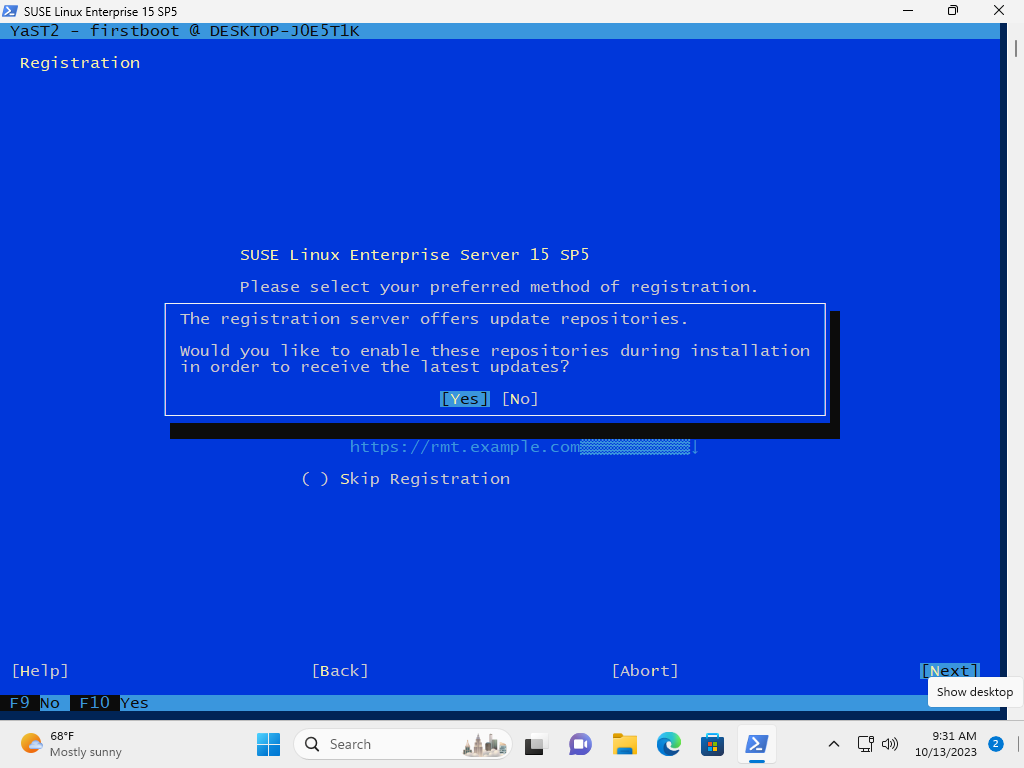 SUSE Linux Enterprise 15 SP5
YaST2 - firstboot @ DESKTOP-JOE5T1K
Registration
SUSE Linux Enterprise Server 15 SP5
Please select your preferred method of registration.
The registration server offers update repositories.
Would you like to enable these repositories during installation
in order to receive the latest updates?
[Yes] [No]
https://rmt.example.com
( ) Skip Registration
[Help] [Back] [Abort] [Next]
Show desktop
F9 No F10 Yes
68°F
Mostly sunny
Search
9:31 AM
10/13/2023
2